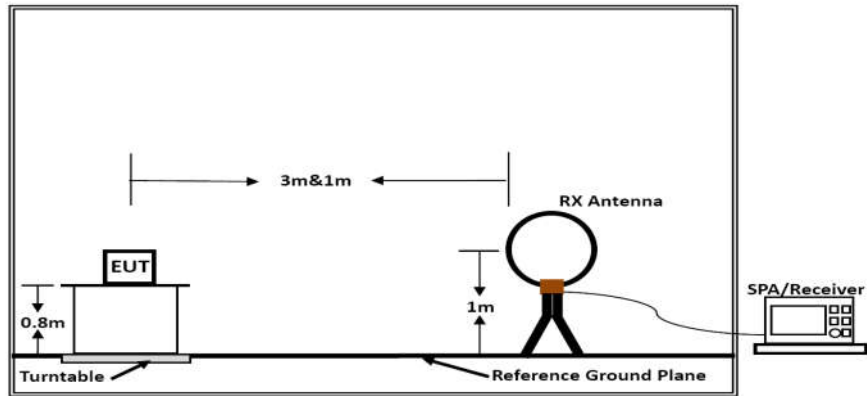 3m&1m
RX Antenna
EUT
SPA/Receiver
0.8m
1m
Turntable
Reference Ground Plane